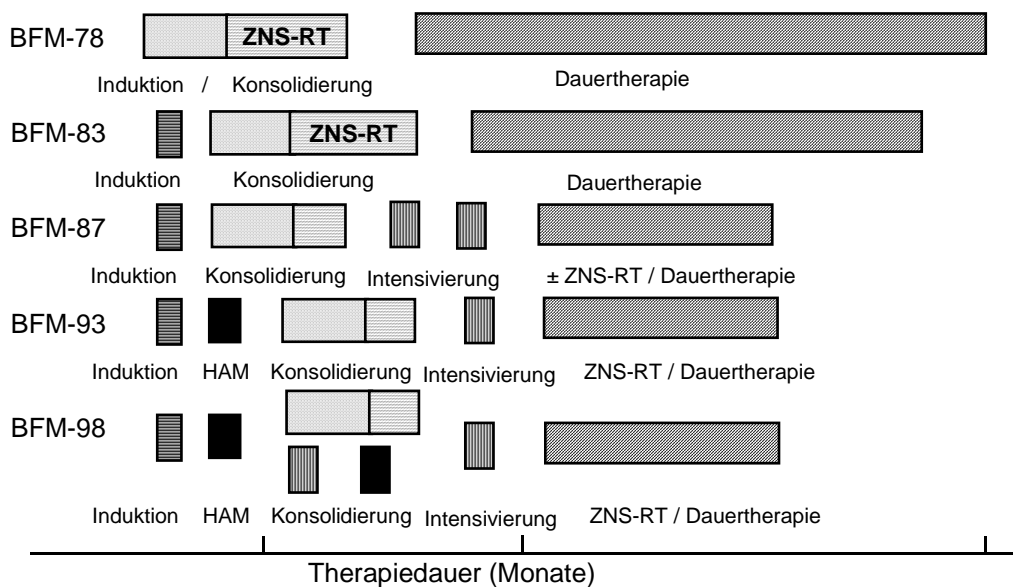 BFM-78
ZNS-RT
Induktion / Konsolidierung Dauertherapie
BFM-83
ZNS-RT
Induktion Konsolidierung Dauertherapie
BFM-87
Induktion Konsolidierung Intensivierung ± ZNS-RT / Dauertherapie
BFM-93
Induktion HAM Konsolidierung Intensivierung ZNS-RT / Dauertherapie
BFM-98
Induktion HAM Konsolidierung Intensivierung ZNS-RT / Dauertherapie
Therapiedauer (Monate)